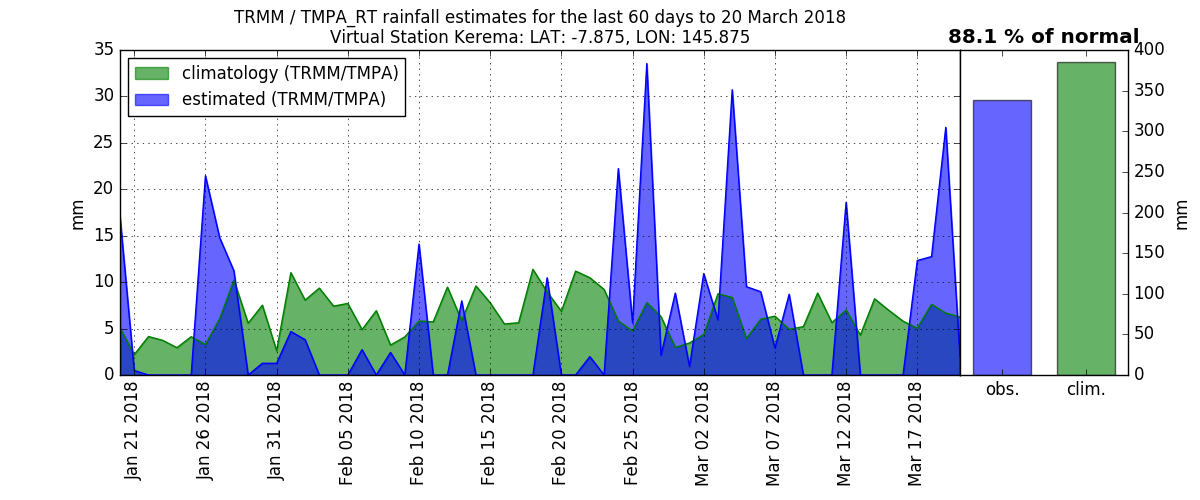 TRMM / TMPA_RT rainfall estimates for the last 60 days to 20 March 2018
Virtual Station Kerema: LAT: -7.875, LON: 145.875
88.1 % of normal
climatology (TRMM/TMPA)
estimated (TRMM/TMPA)
35
30
25
20
15
10
5
0
mm
Jan 21 2018
Jan 26 2018
Jan 31 2018
Feb 05 2018
Feb 10 2018
Feb 15 2018
Feb 20 2018
Feb 25 2018
Mar 02 2018
Mar 07 2018
Mar 12 2018
Mar 17 2018
obs.
clim.
400
350
300
250
200
150
100
50
0
mm